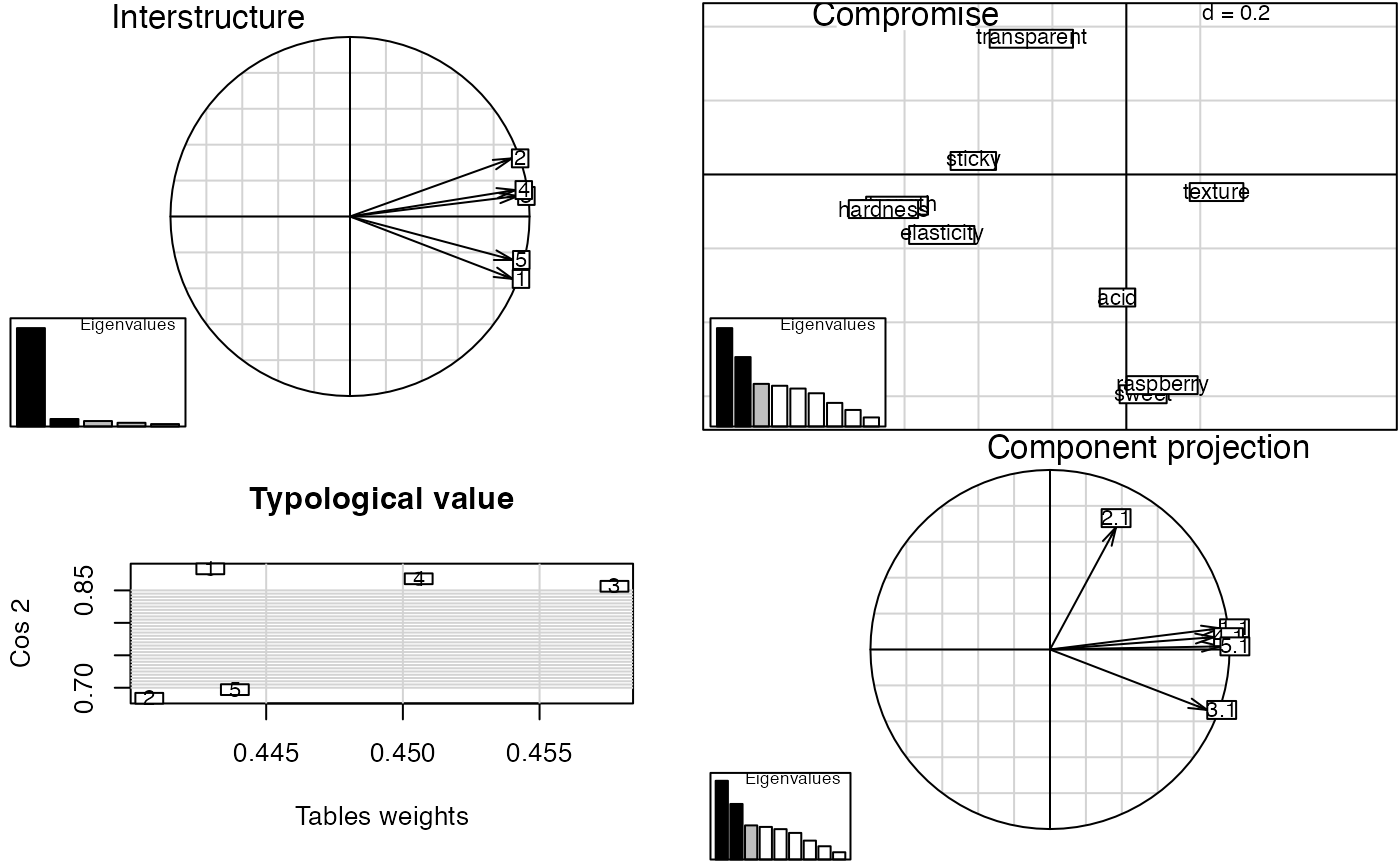 Interstructure
2
4
5
1
Eigenvalues
Compromise
d = 0.2
transparent
sticky
texture
hardness
elasticity
acid
raspberry
sweet
Eigenvalues
Typological value
Cos 2
0.85
0.70
1
4
3
2
5
0.445
0.450
0.455
Tables weights
Component projection
2.1
5.1
3.1
Eigenvalues